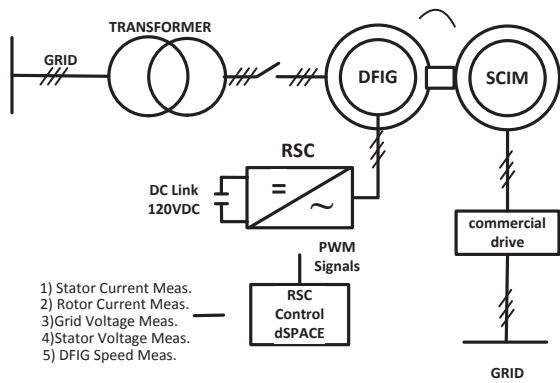 TRANSFORMER
GRID
DFIG
SCIM
RSC
=
~
DC Link
120VDC
commercial
drive
PWM
Signals
RSC
Control
dSPACE
1) Stator Current Meas.
2) Rotor Current Meas.
3)Grid Voltage Meas.
4)Stator Voltage Meas.
5) DFIG Speed Meas.
GRID